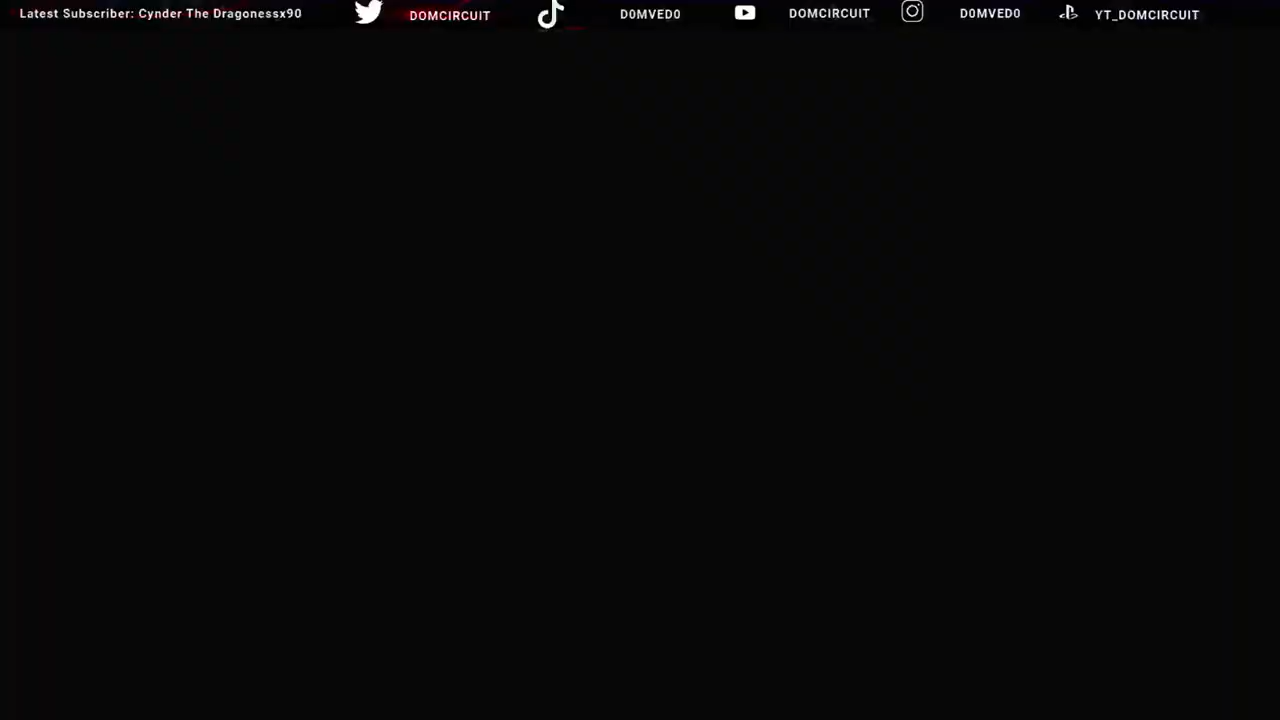 Latest Subscriber: Cynder The Dragonessx90 DOMCIRCUIT D0MVED0 DOMCIRCUIT D0MVED0 YT_DOMCIRCUIT